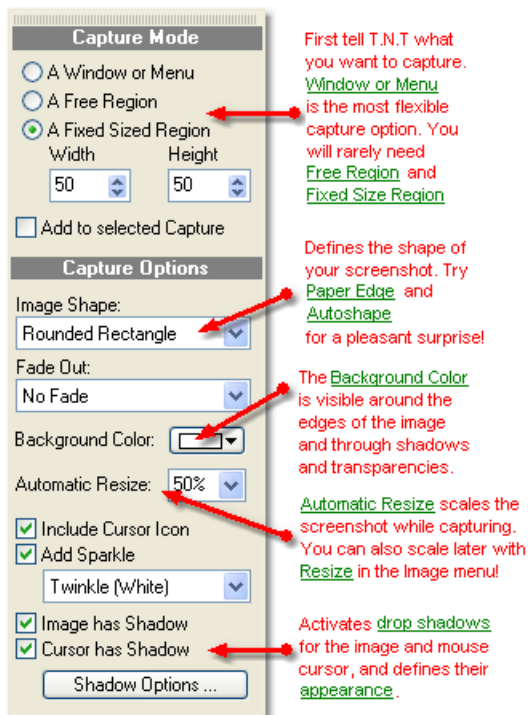 Capture Mode
A Window or Menu
A Free Region
A Fixed Sized Region
Width Height
50 50
Add to selected Capture
Capture Options
Image Shape:
Rounded Rectangle
Fade Out:
No Fade
Background Color:
Automatic Resize: 50%
Include Cursor Icon
Add Sparkle
Twinkle (White)
Image has Shadow
Cursor has Shadow
Shadow Options ...
First tell T.N.T what
you want to capture.
Window or Menu
is the most flexible
capture option. You
will rarely need
Free Region and
Fixed Size Region
Defines the shape of
your screenshot. Try
Paper Edge and
Autoshape
for a pleasant surprise!
The Background Color
is visible around the
edges of the image
and through shadows
and transparencies.
Automatic Resize scales the
screenshot while capturing.
You can also scale later with
Resize in the Image menu!
Activates drop shadows
for the image and mouse
cursor, and defines their
appearance.